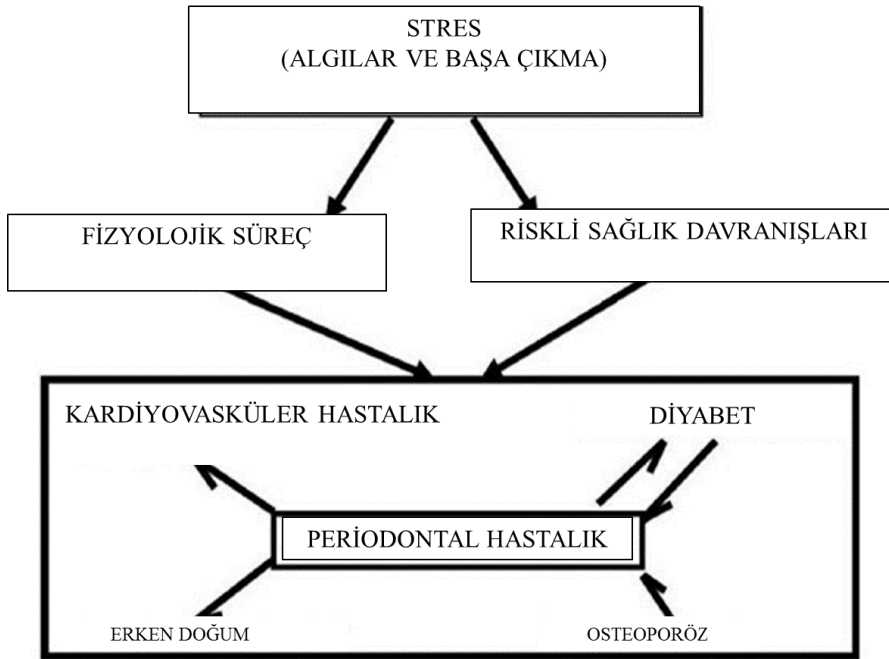 STRES
(ALGILAR VE BAŞA ÇIKMA)
FİZYOLOJİK SÜREÇ
RİSKLİ SAĞLIK DAVRANIŞLARI
KARDİYOVASKÜLER HASTALIK
DİYABET
PERİODONTAL HASTALIK
ERKEN DOĞUM
OSTEOPORÖZ